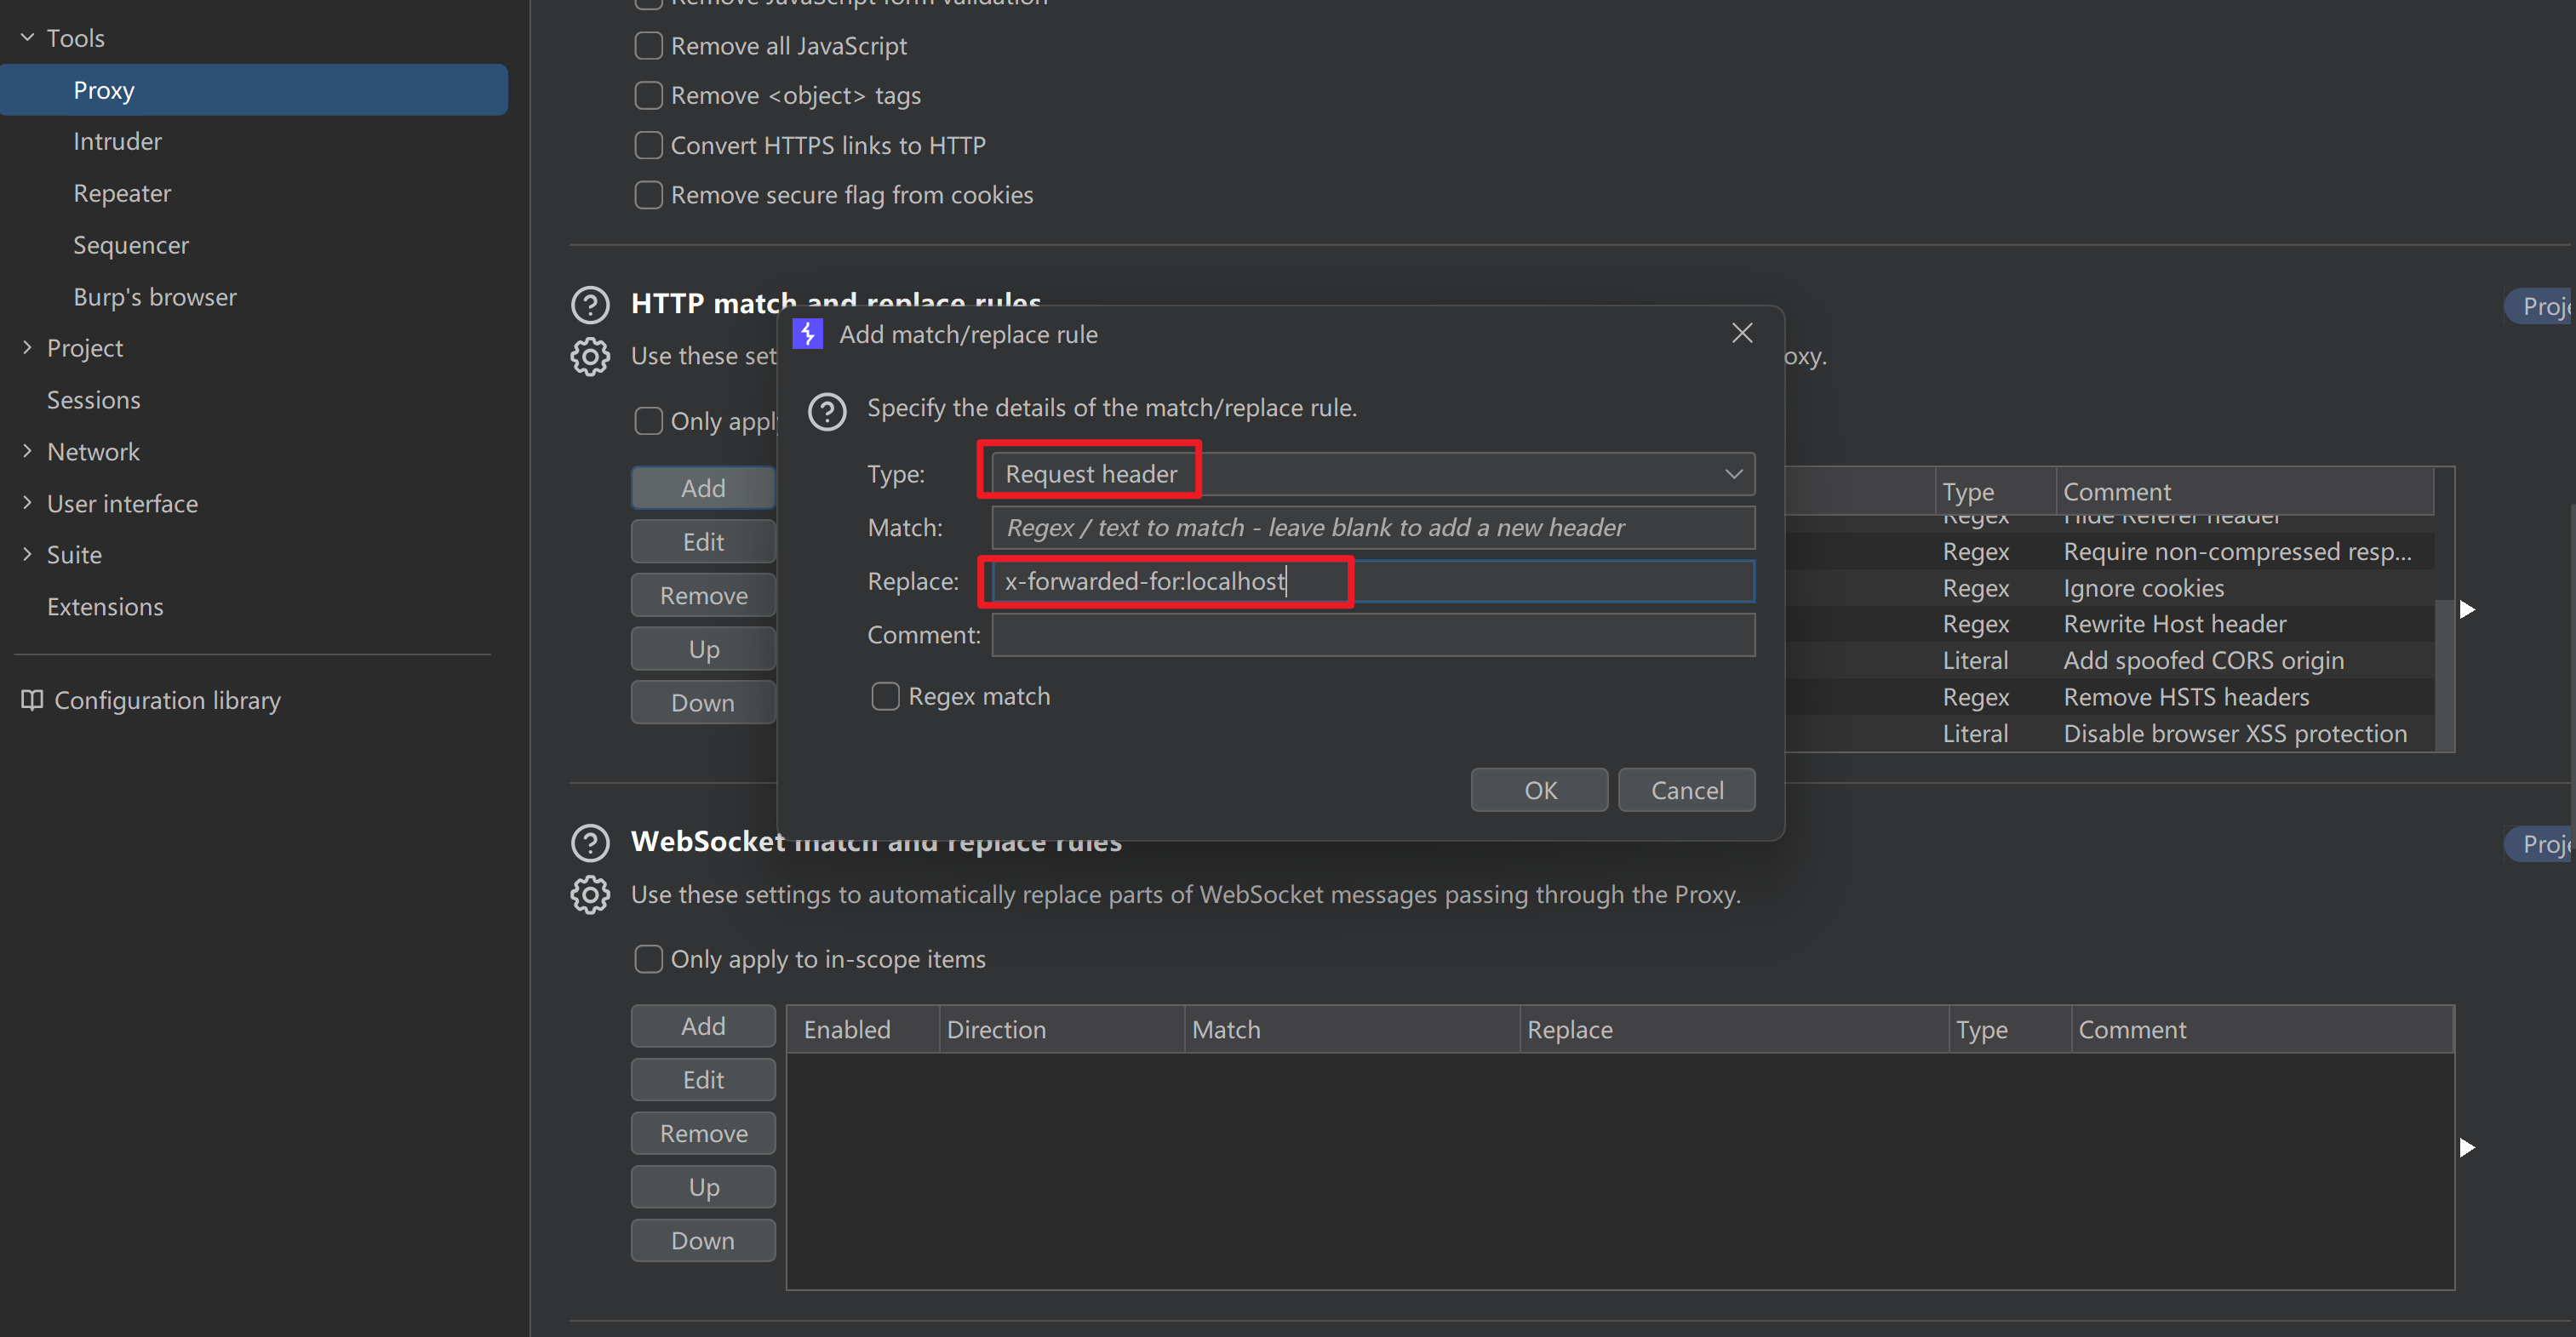 Tools
Proxy
Intruder
Repeater
Sequencer
Burp's browser
Project
Sessions
Network
User interface
Suite
Extensions
Configuration library
Remove JavaScript form validation
Remove all JavaScript
Remove <object> tags
Convert HTTPS links to HTTP
Remove secure flag from cookies
HTTP match and replace rules
Use these set
oxy.
Only appl
Add
Edit
Remove
Up
Down
Add match/replace rule
Specify the details of the match/replace rule.
Type: Request header
Match: Regex / text to match - leave blank to add a new header
Replace: x-forwarded-for:localhost
Comment:
Regex match
OK Cancel
Type Comment
Regex Hide Referer header
Regex Require non-compressed resp...
Regex Ignore cookies
Regex Rewrite Host header
Literal Add spoofed CORS origin
Regex Remove HSTS headers
Literal Disable browser XSS protection
Proje
WebSocket match and replace rules
Proje
Use these settings to automatically replace parts of WebSocket messages passing through the Proxy.
Only apply to in-scope items
Add
Edit
Remove
Up
Down
Enabled Direction Match Replace Type Comment